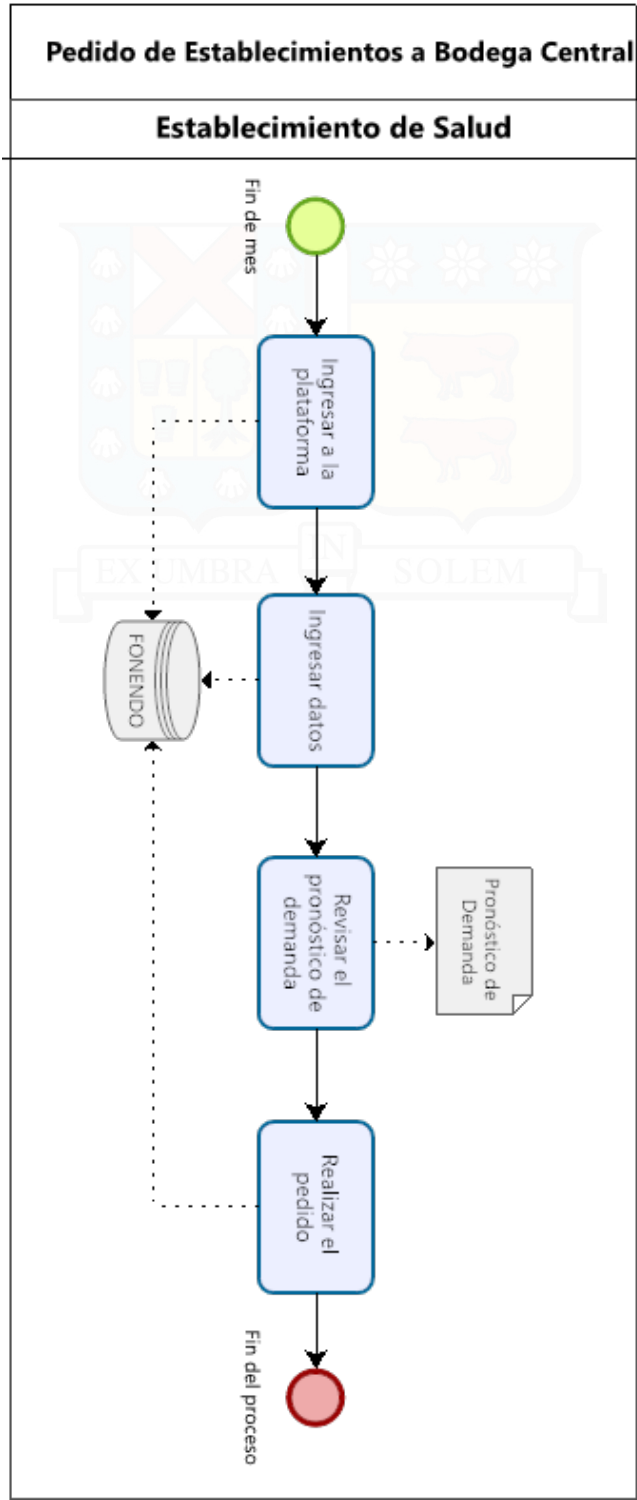 Pedido de Establecimientos a Bodega Central
Establecimiento de Salud
Fin de mes
Ingresar a la
plataforma
EX UMBRA IN SOLEM
Ingresar datos
FONENDO
Revisar el
pronóstico de
demanda
Pronóstico de
Demanda
Realizar el
pedido
Fin del proceso